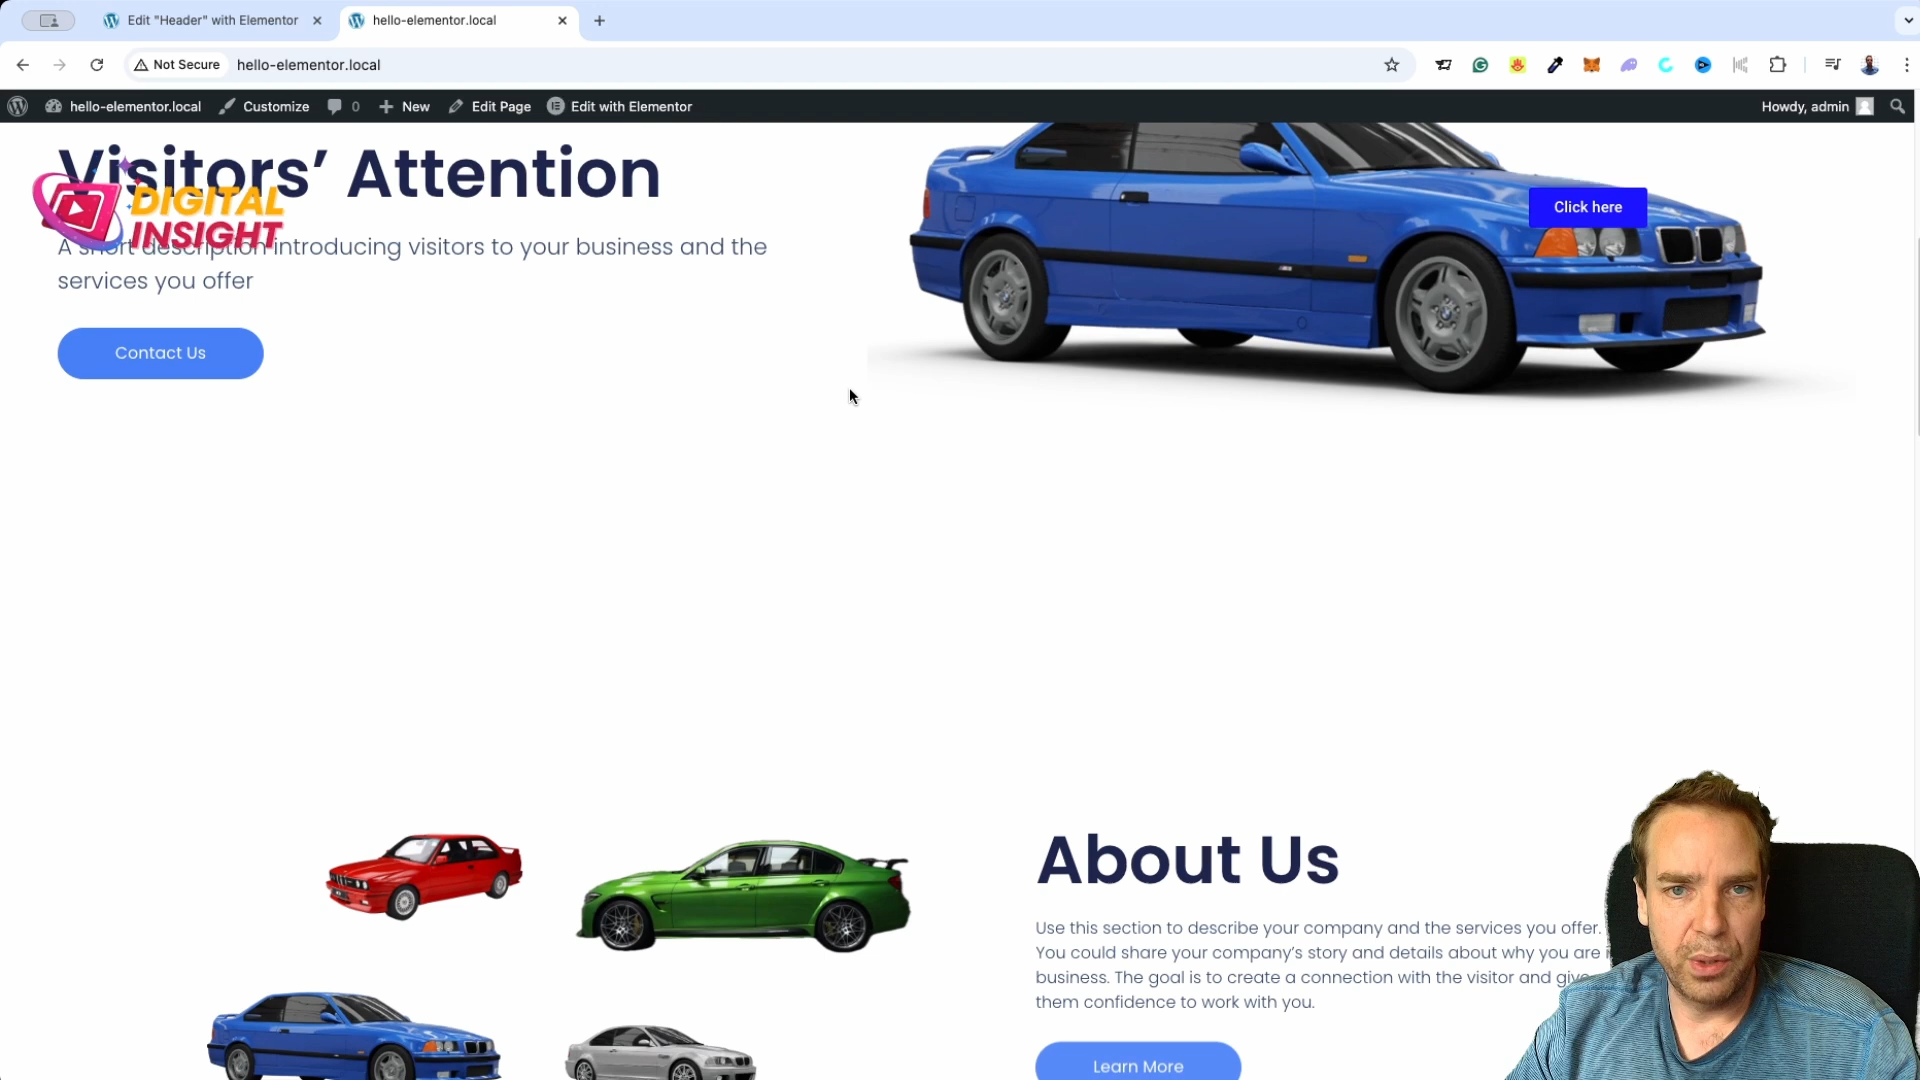 Edit "Header" with Elementor
hello-elementor.local
Not Secure
hello-elementor.local
hello-elementor.local
Customize
0
New
Edit Page
Edit with Elementor
Howdy, admin
Visitors’ Attention
DIGITAL
INSIGHT
A short description introducing visitors to your business and the
services you offer
Contact Us
Click here
About Us
Use this section to describe your company and the services you offer.
You could share your company’s story and details about why you are
business. The goal is to create a connection with the visitor and give
them confidence to work with you.
Learn More